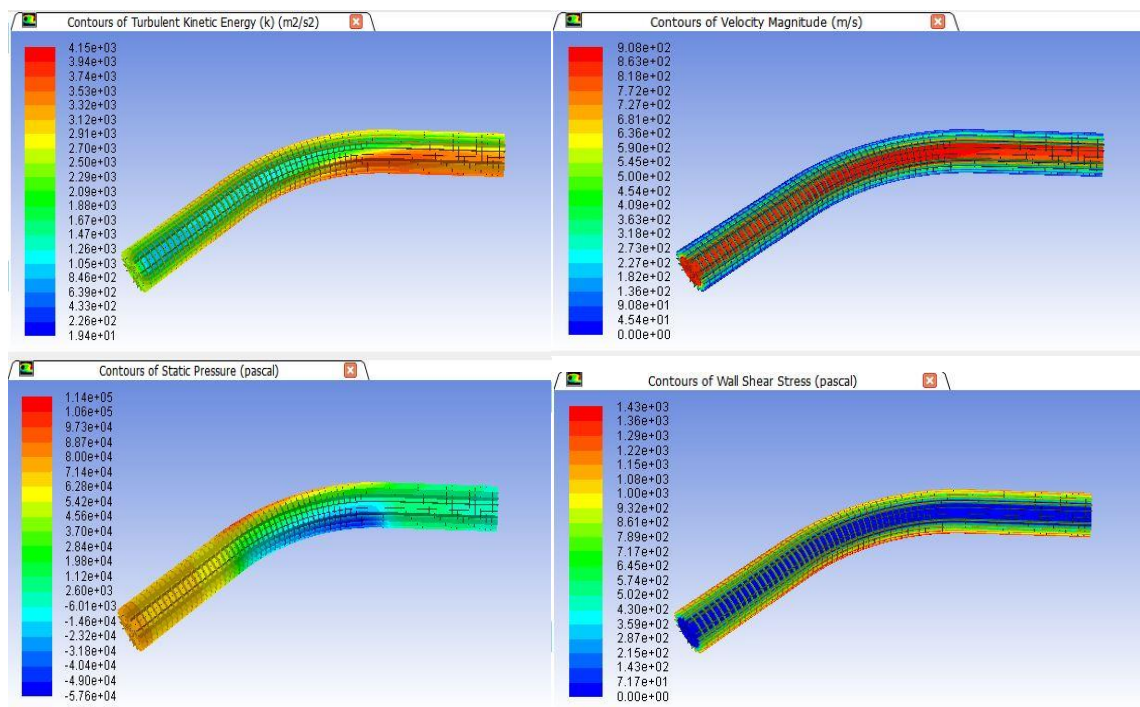 Contours of Turbulent Kinetic Energy (k) (m2/s2)
4.15e+03
3.94e+03
3.74e+03
3.53e+03
3.12e+03
2.91e+03
2.70e+03
2.50e+03
2.29e+03
2.09e+03
1.88e+03
1.67e+03
1.47e+03
1.26e+03
1.05e+03
8.46e+02
6.39e+02
4.33e+02
2.26e+02
1.94e+01
Contours of Velocity Magnitude (m/s)
9.08e+02
8.63e+02
8.18e+02
7.72e+02
7.27e+02
6.81e+02
6.36e+02
5.90e+02
5.45e+02
5.00e+02
4.54e+02
4.09e+02
3.63e+02
3.18e+02
2.73e+02
2.27e+02
1.82e+02
1.36e+02
9.08e+01
4.54e+01
0.00e+00
Contours of Static Pressure (pascal)
1.14e+05
1.06e+05
9.73e+04
8.87e+04
8.00e+04
7.14e+04
6.28e+04
5.42e+04
4.56e+04
3.70e+04
2.84e+04
1.98e+04
1.12e+04
2.60e+03
-6.01e+03
-1.46e+04
-2.32e+04
-3.18e+04
-4.04e+04
-4.90e+04
-5.76e+04
Contours of Wall Shear Stress (pascal)
1.43e+03
1.36e+03
1.29e+03
1.22e+03
1.15e+03
1.08e+03
1.00e+03
9.32e+02
8.61e+02
7.89e+02
7.17e+02
6.45e+02
5.74e+02
5.02e+02
4.30e+02
3.59e+02
2.87e+02
2.15e+02
1.43e+02
7.17e+01
0.00e+00